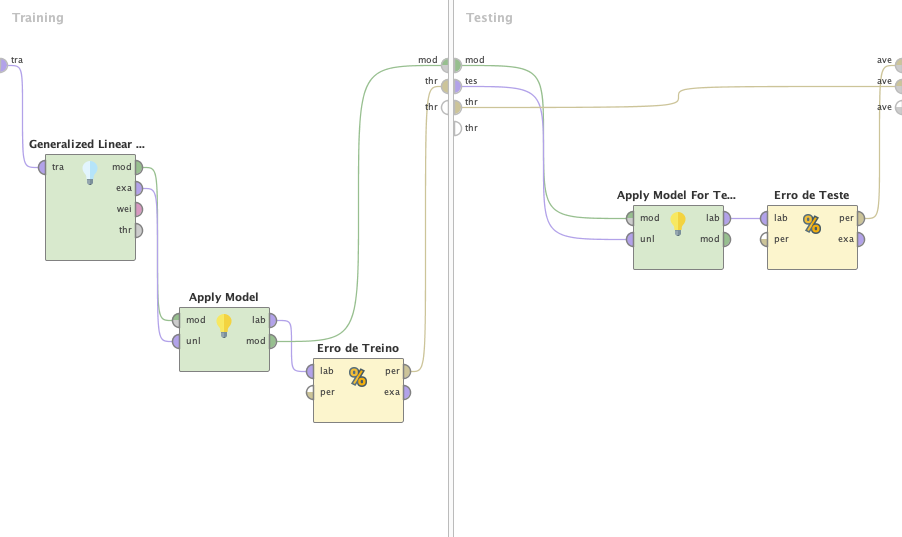 Training
tra
Generalized Linear ...
tra
mod
exa
wei
thr
Apply Model
mod
lab
unl
mod
Erro de Treino
lab
per
per
exa
mod
thr
thr
Testing
mod
tes
thr
thr
Apply Model For Te...
mod
lab
unl
mod
Erro de Teste
lab
per
per
exa
ave
ave
ave